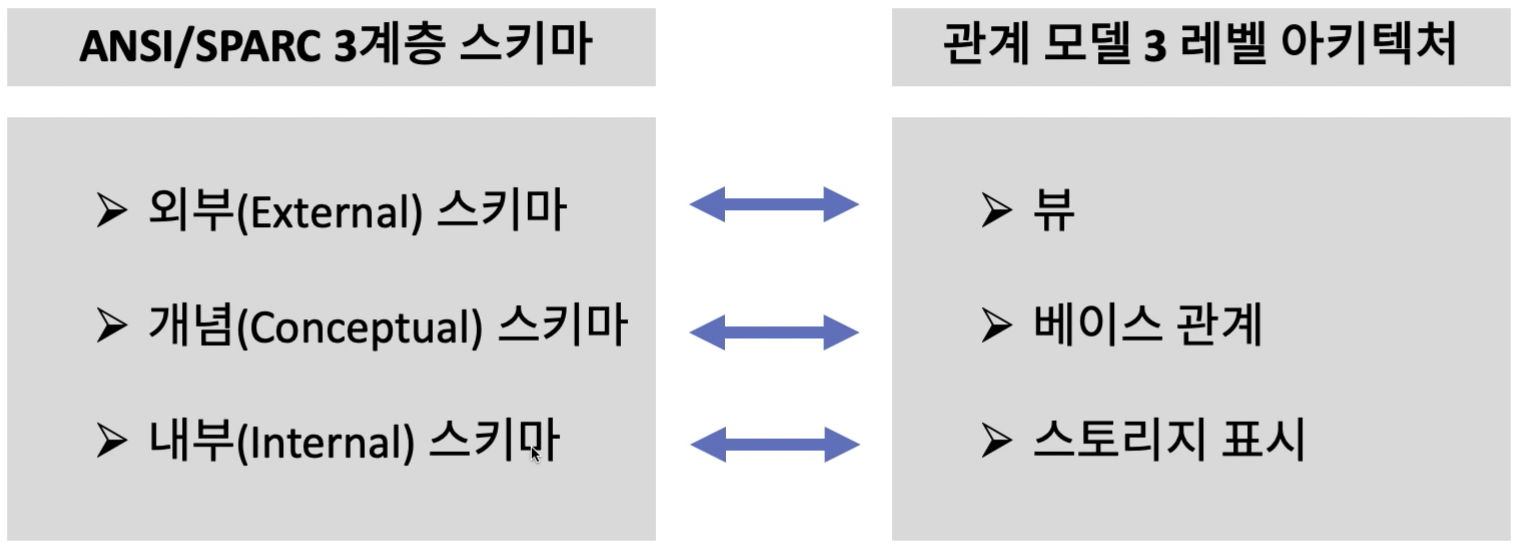 ANSI/SPARC 3계층 스키마
외부(External) 스키마
개념(Conceptual) 스키마
내부(Internal) 스키마
관계 모델 3 레벨 아키텍처
뷰
베이스 관계
스토리지 표시